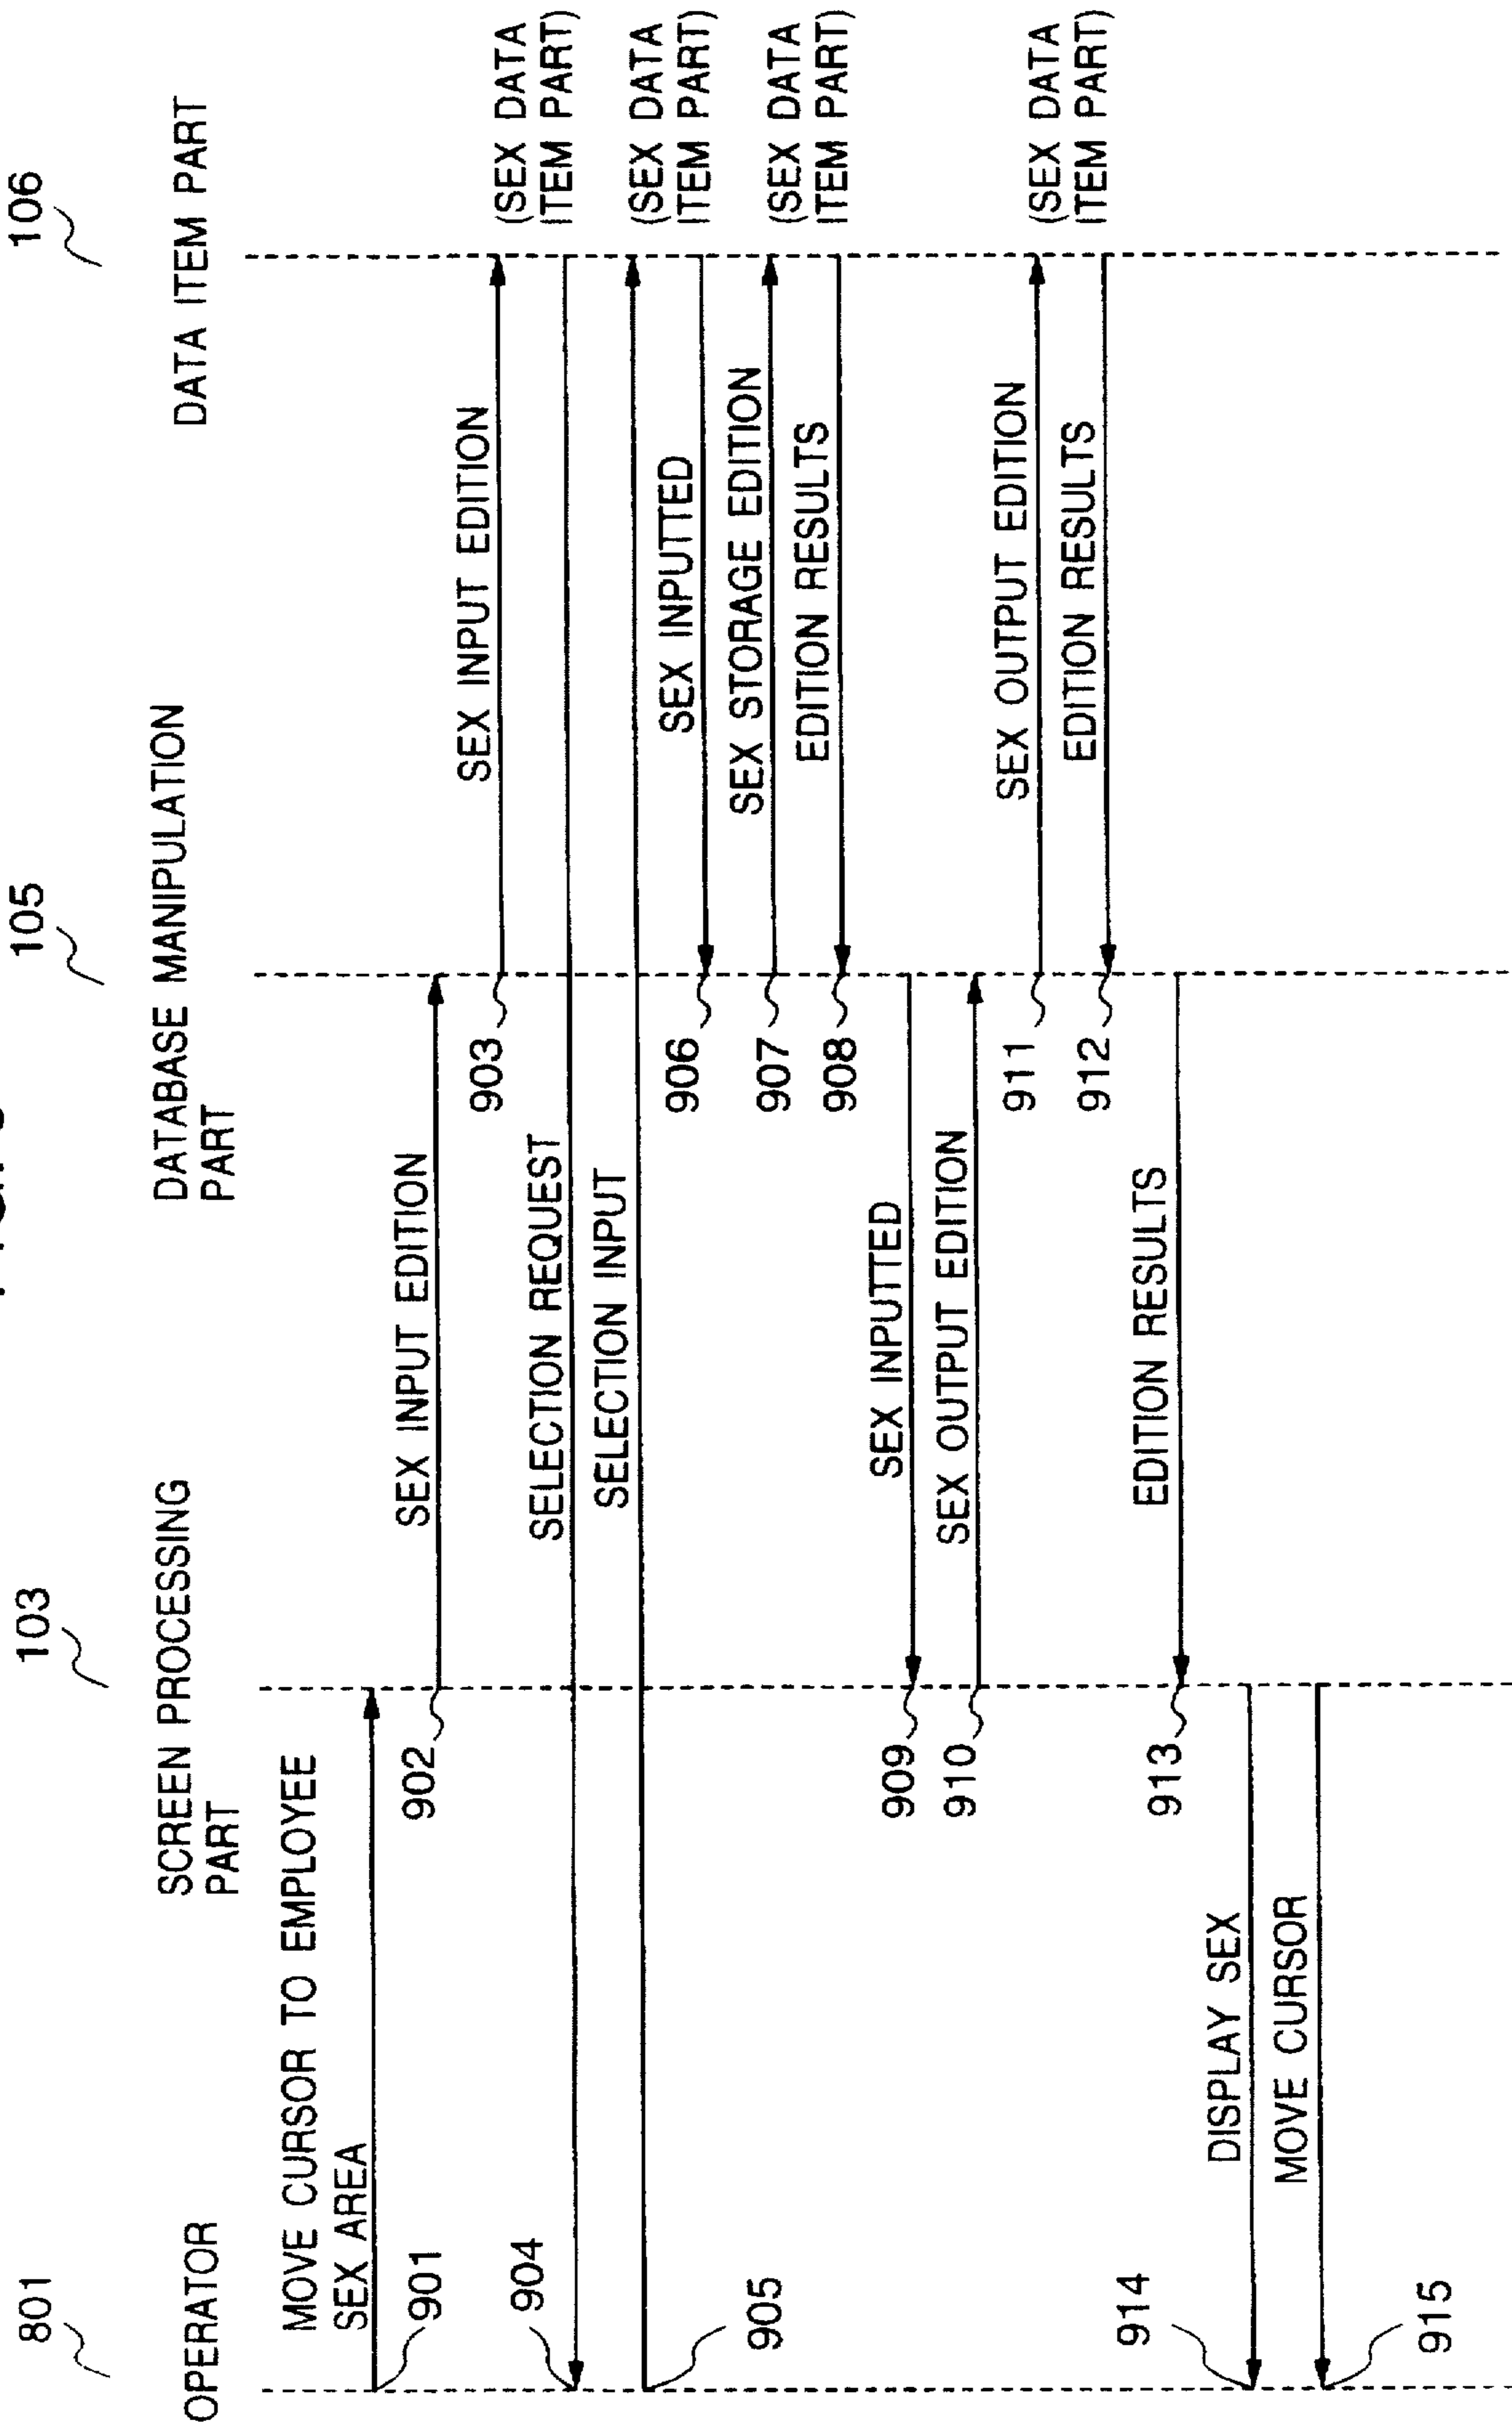 801
OPERATOR
103
SCREEN PROCESSING
PART
105
DATABASE MANIPULATION
PART
106
DATA ITEM PART
MOVE CURSOR TO EMPLOYEE
SEX AREA
901
SEX INPUT EDITION
902
SEX INPUT EDITION
903
(SEX DATA
ITEM PART)
SELECTION REQUEST
904
SELECTION INPUT
905
(SEX DATA
ITEM PART)
SEX INPUTTED
906
SEX STORAGE EDITION
907
(SEX DATA
ITEM PART)
EDITION RESULTS
908
SEX INPUTTED
909
SEX OUTPUT EDITION
910
SEX OUTPUT EDITION
911
(SEX DATA
ITEM PART)
EDITION RESULTS
912
EDITION RESULTS
913
DISPLAY SEX
914
MOVE CURSOR
915